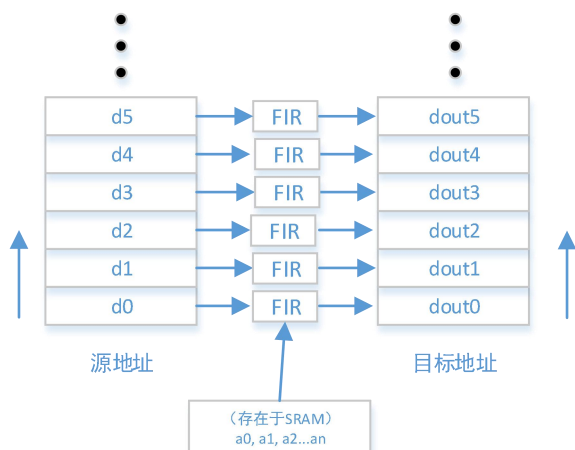 d5 FIR dout5
d4 FIR dout4
d3 FIR dout3
d2 FIR dout2
d1 FIR dout1
d0 FIR dout0
源地址 目标地址
（存在于SRAM）
a0, a1, a2...an